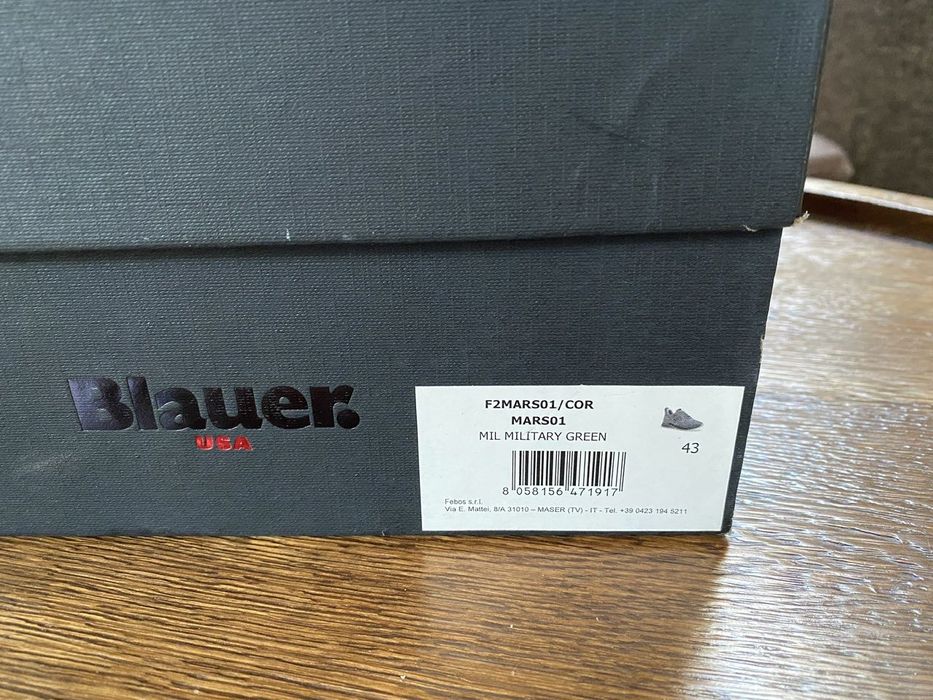 Blauer.
USA
F2MARS01/COR
MARS01
MIL MILITARY GREEN
43
8 058156 471917
Febos s.r.l.
Via E. Mattei, 8/A 31010 – MASER (TV) - IT - Tel. +39 0423 194 5211